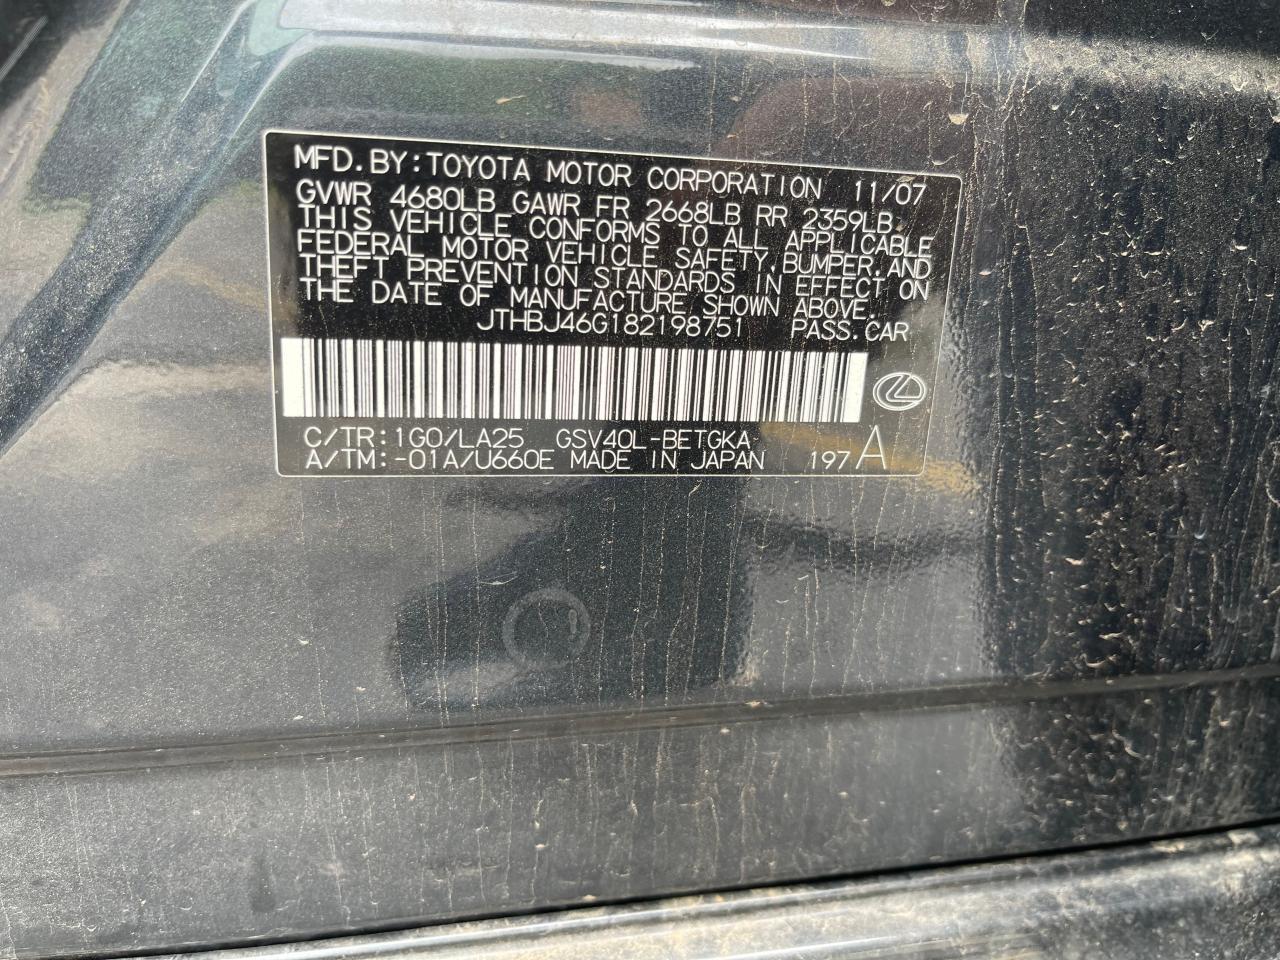 MFD.BY:TOYOTA MOTOR CORPORATION 11/07
GVWR 4680LB GAWR FR 2668LB RR 2359LB
THIS VEHICLE CONFORMS TO ALL APPLICABLE
FEDERAL MOTOR VEHICLE SAFETY,BUMPER,AND
THEFT PREVENTION STANDARDS IN EFFECT ON
THE DATE OF MANUFACTURE SHOWN ABOVE.
JTHBJ46G182198751 PASS.CAR
C/TR:1G0/LA25 GSV40L-BETGKA
A/TM:-01A/U660E MADE IN JAPAN 197 A